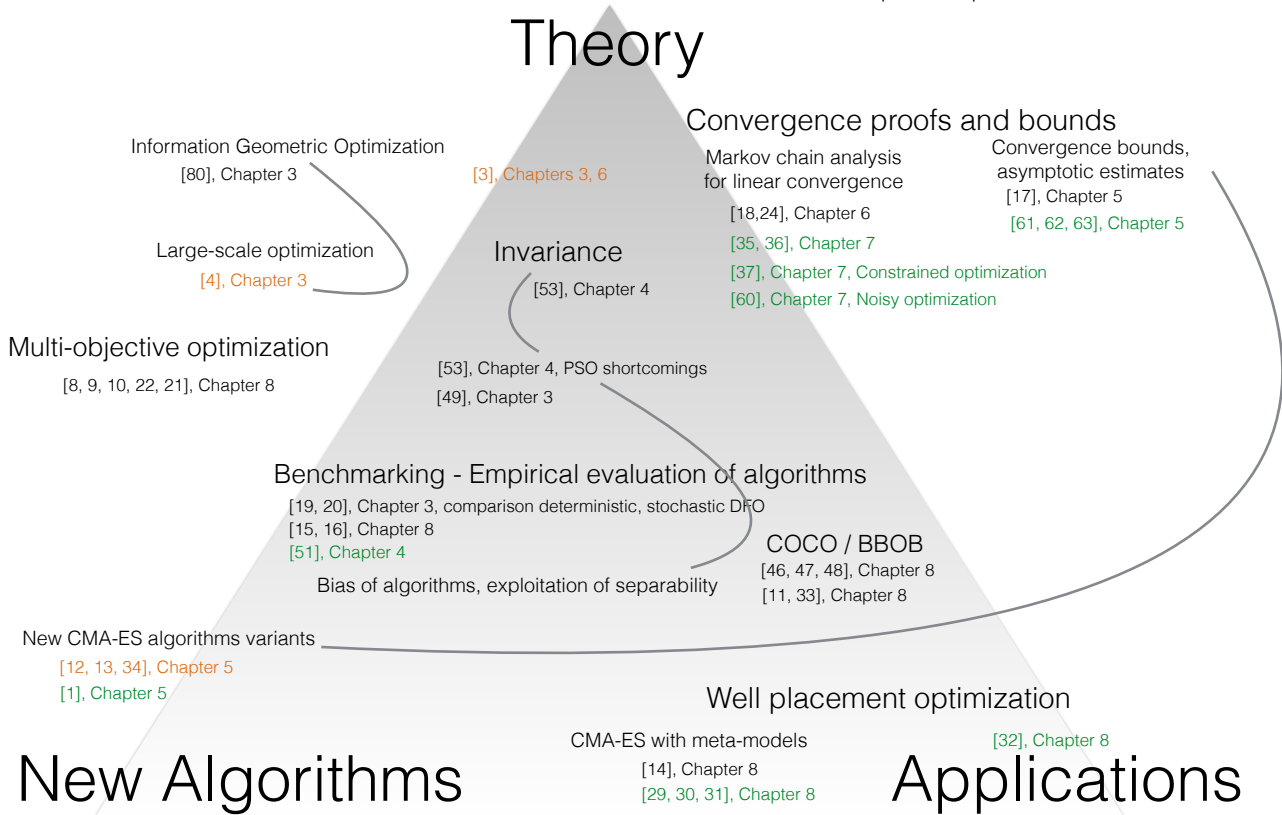 Theory
Convergence proofs and bounds
Information Geometric Optimization
[80], Chapter 3
[3], Chapters 3, 6
Markov chain analysis
for linear convergence
[18,24], Chapter 6
[35, 36], Chapter 7
[37], Chapter 7, Constrained optimization
[60], Chapter 7, Noisy optimization
Convergence bounds,
asymptotic estimates
[17], Chapter 5
[61, 62, 63], Chapter 5
Large-scale optimization
[4], Chapter 3
Invariance
[53], Chapter 4
Multi-objective optimization
[8, 9, 10, 22, 21], Chapter 8
[53], Chapter 4, PSO shortcomings
[49], Chapter 3
Benchmarking - Empirical evaluation of algorithms
[19, 20], Chapter 3, comparison deterministic, stochastic DFO
[15, 16], Chapter 8
[51], Chapter 4
Bias of algorithms, exploitation of separability
COCO / BBOB
[46, 47, 48], Chapter 8
[11, 33], Chapter 8
New CMA-ES algorithms variants
[12, 13, 34], Chapter 5
[1], Chapter 5
Well placement optimization
CMA-ES with meta-models
[14], Chapter 8
[29, 30, 31], Chapter 8
[32], Chapter 8
New Algorithms
Applications